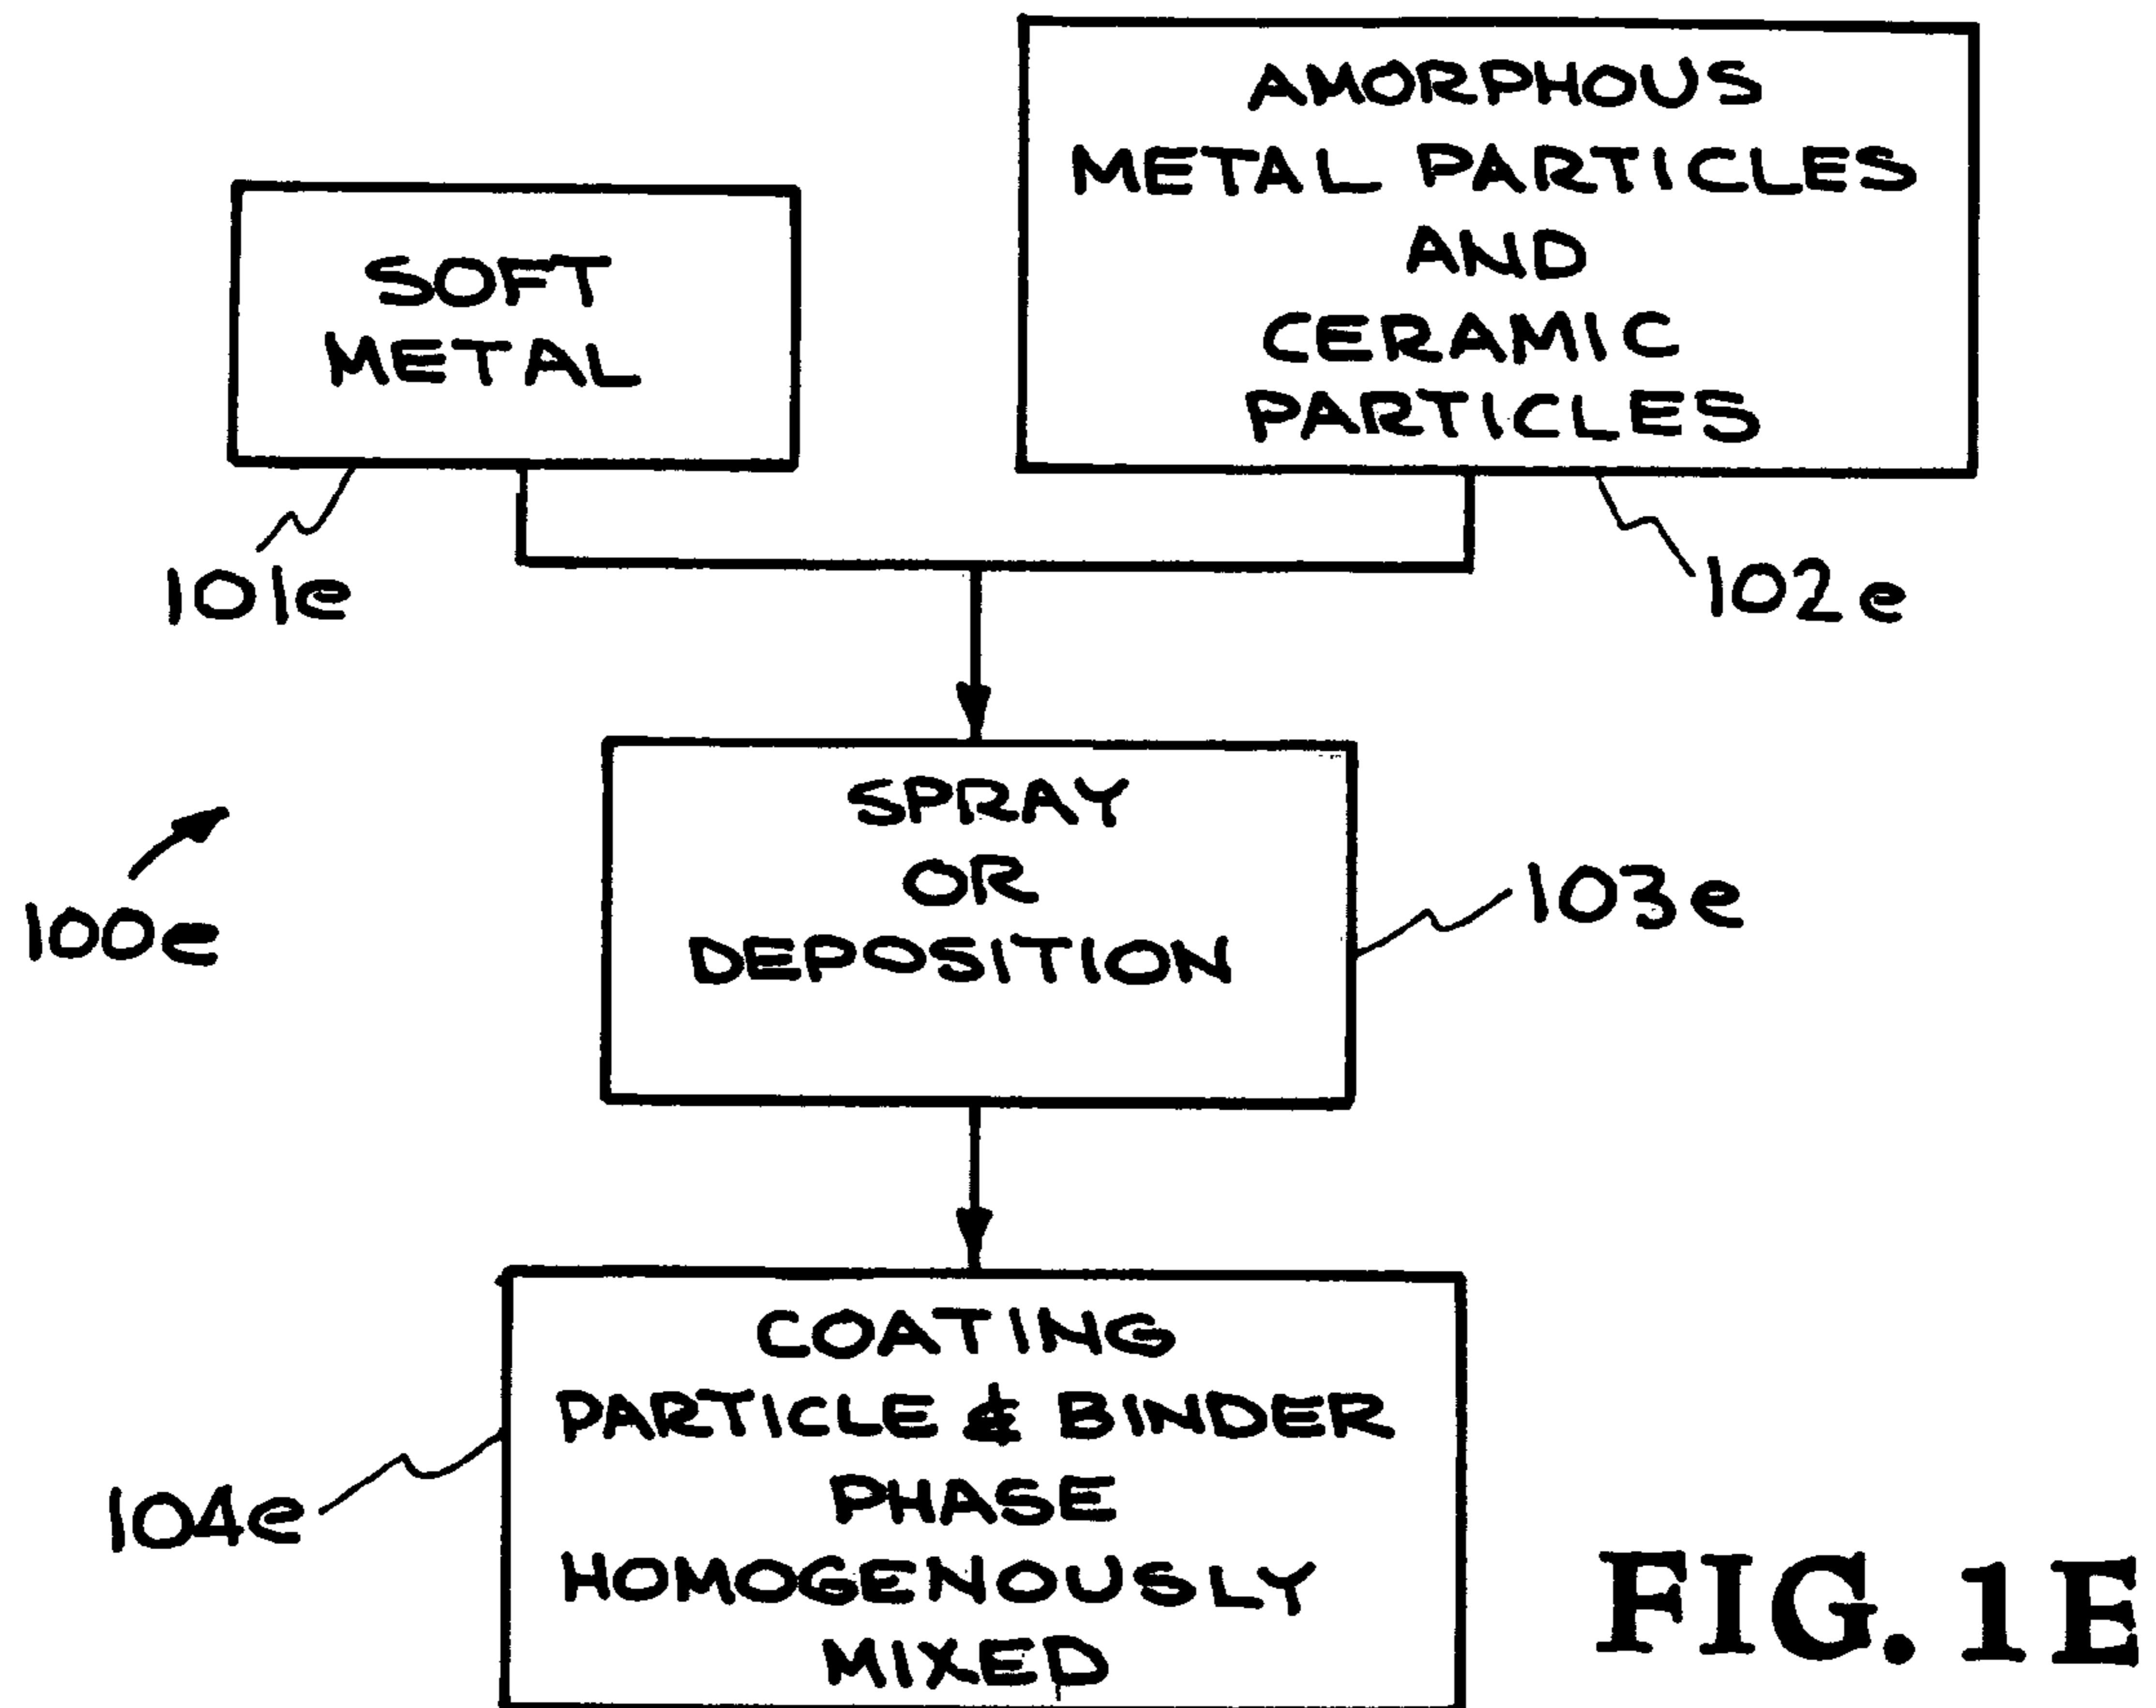 AMORPHOUS
METAL PARTICLES
AND
CERAMIC
PARTICLES
SOFT
METAL
101e
102e
SPRAY
OR
DEPOSITION
103e
100e
COATING
PARTICLE & BINDER
PHASE
HOMOGENOUSLY
MIXED
104e
FIG. 1E